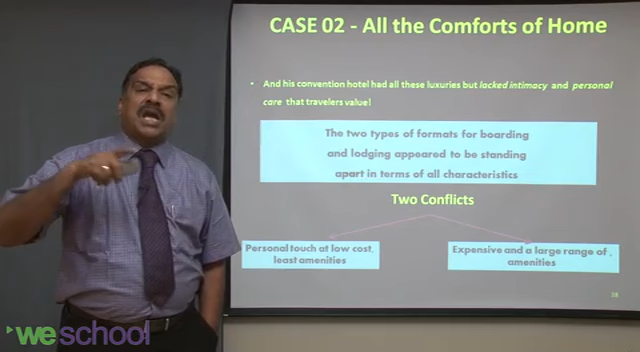 CASE 02 - All the Comforts of Home
And his convention hotel had all these luxuries but lacked intimacy and personal
care that travelers value!
The two types of formats for boarding
and lodging appeared to be standing
apart in terms of all characteristics
Two Conflicts
Personal touch at low cost,
least amenities
Expensive and a large range of .
amenities
38
weschool